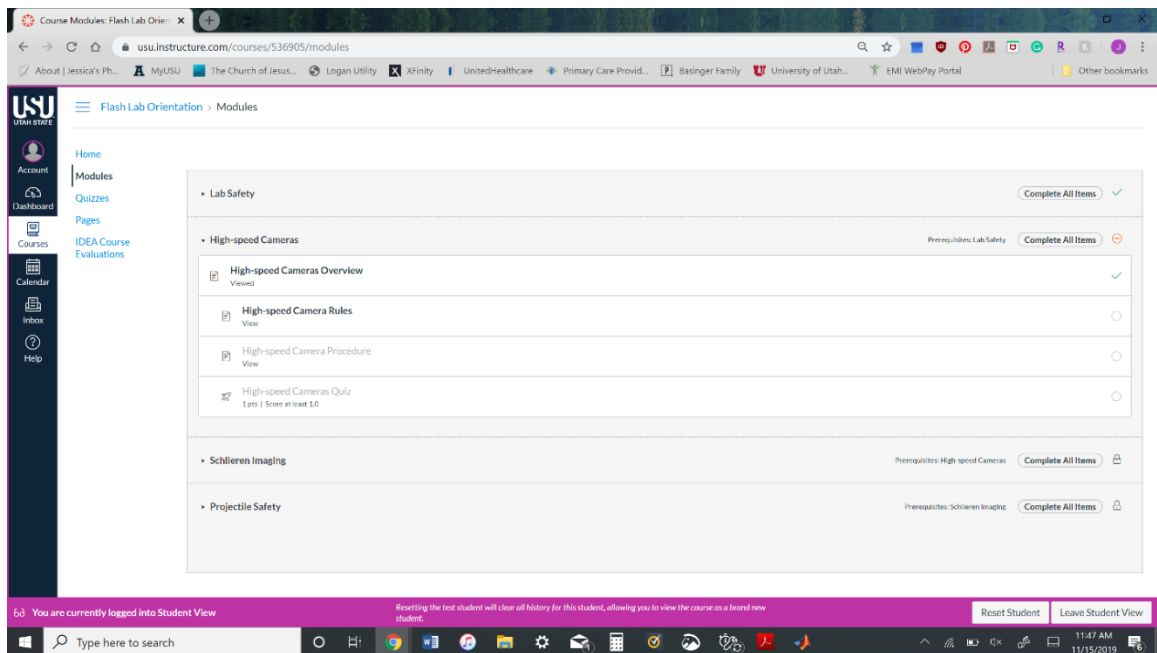 Course Modules: Flash Lab Orien
usu.instructure.com/courses/536905/modules
About | Jessica's Ph... MyUSU The Church of Jesus... Logan Utility XFinity UnitedHealthcare Primary Care Provid... Basinger Family University of Utah... EMI WebPay Portal Other bookmarks
USU
UTAH STATE
Flash Lab Orientation › Modules
Account
Dashboard
Courses
Calendar
Inbox
Help
Home
Modules
Quizzes
Pages
IDEA Course
Evaluations
Lab Safety Complete All Items
High-speed Cameras Prerequisites: Lab Safety Complete All Items
High-speed Cameras Overview
Viewed
High-speed Camera Rules
View
High-speed Camera Procedure
View
High-speed Cameras Quiz
1 pts | Score at least 1.0
Schlieren Imaging Prerequisites: High-speed Cameras Complete All Items
Projectile Safety Prerequisites: Schlieren Imaging Complete All Items
You are currently logged into Student View
Resetting the test student will clear all history for this student, allowing you to view the course as a brand new
student.
Reset Student Leave Student View
Type here to search
11:47 AM
11/15/2019